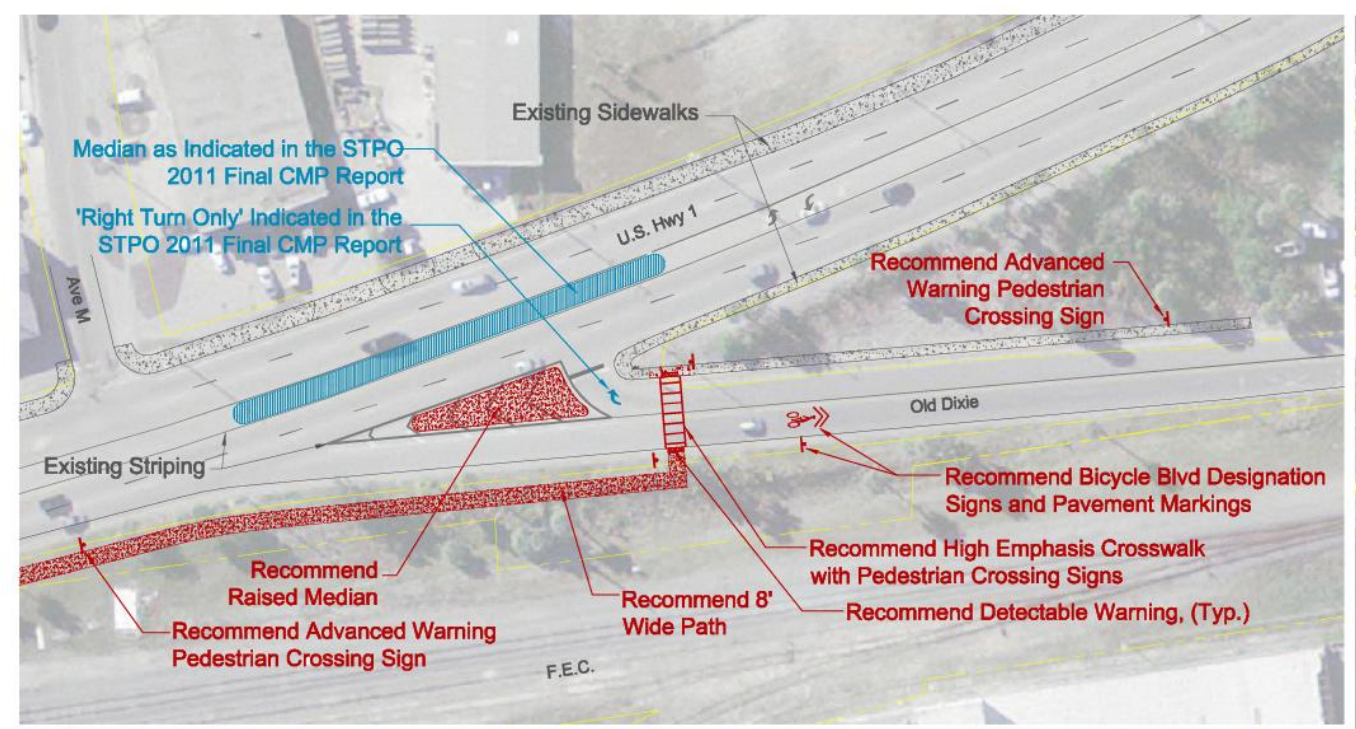 Existing Sidewalks
Median as Indicated in the STPO
2011 Final CMP Report
'Right Turn Only' Indicated in the
STPO 2011 Final CMP Report
U.S. Hwy 1
Ave M
Recommend Advanced
Warning Pedestrian
Crossing Sign
Old Dixie
Existing Striping
Recommend Bicycle Blvd Designation
Signs and Pavement Markings
Recommend High Emphasis Crosswalk
with Pedestrian Crossing Signs
Recommend
Raised Median
Recommend 8'
Wide Path
Recommend Detectable Warning, (Typ.)
Recommend Advanced Warning
Pedestrian Crossing Sign
F.E.C.